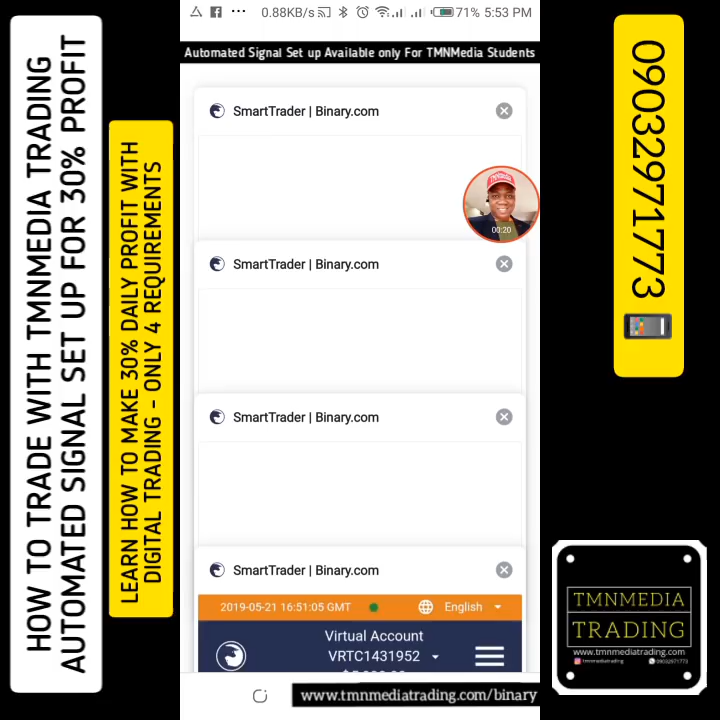 HOW TO TRADE WITH TMNMEDIA TRADING
AUTOMATED SIGNAL SET UP FOR 30% PROFIT
LEARN HOW TO MAKE 30% DAILY PROFIT WITH
DIGITAL TRADING - ONLY 4 REQUIREMENTS
0.88KB/s 71% 5:53 PM
Automated Signal Set up Available only For TMNMedia Students
SmartTrader | Binary.com
00:20
SmartTrader | Binary.com
SmartTrader | Binary.com
SmartTrader | Binary.com
2019-05-21 16:51:05 GMT English
Virtual Account
VRTC1431952
www.tmnmediatrading.com/binary
09032971773
TMNMEDIA
TRADING
www.tmnmediatrading.com
tmnmediatrading 09032971773